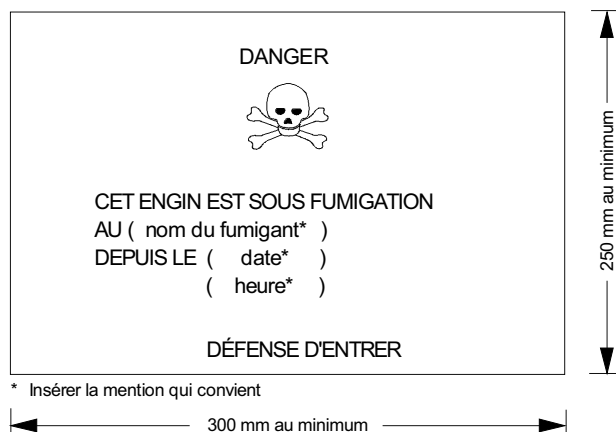 DANGER
CET ENGIN EST SOUS FUMIGATION
AU ( nom du fumigant* )
DEPUIS LE ( date* )
( heure* )
DÉFENSE D'ENTRER
250 mm au minimum
* Insérer la mention qui convient
300 mm au minimum